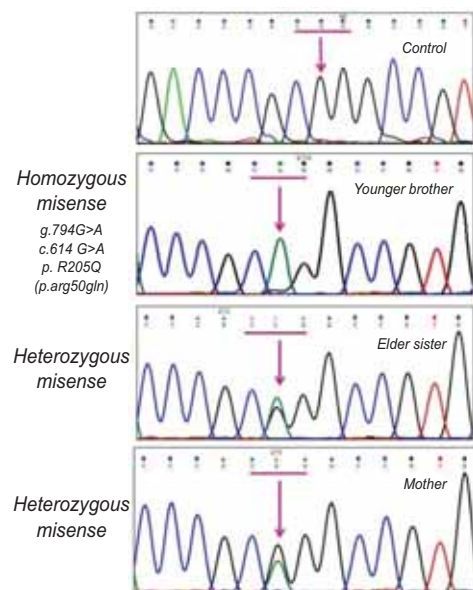 Control
Homozygous
misense
g.794G>A
c.614 G>A
p. R205Q
(p.arg50gln)
Younger brother
Heterozygous
misense
Elder sister
Heterozygous
misense
Mother